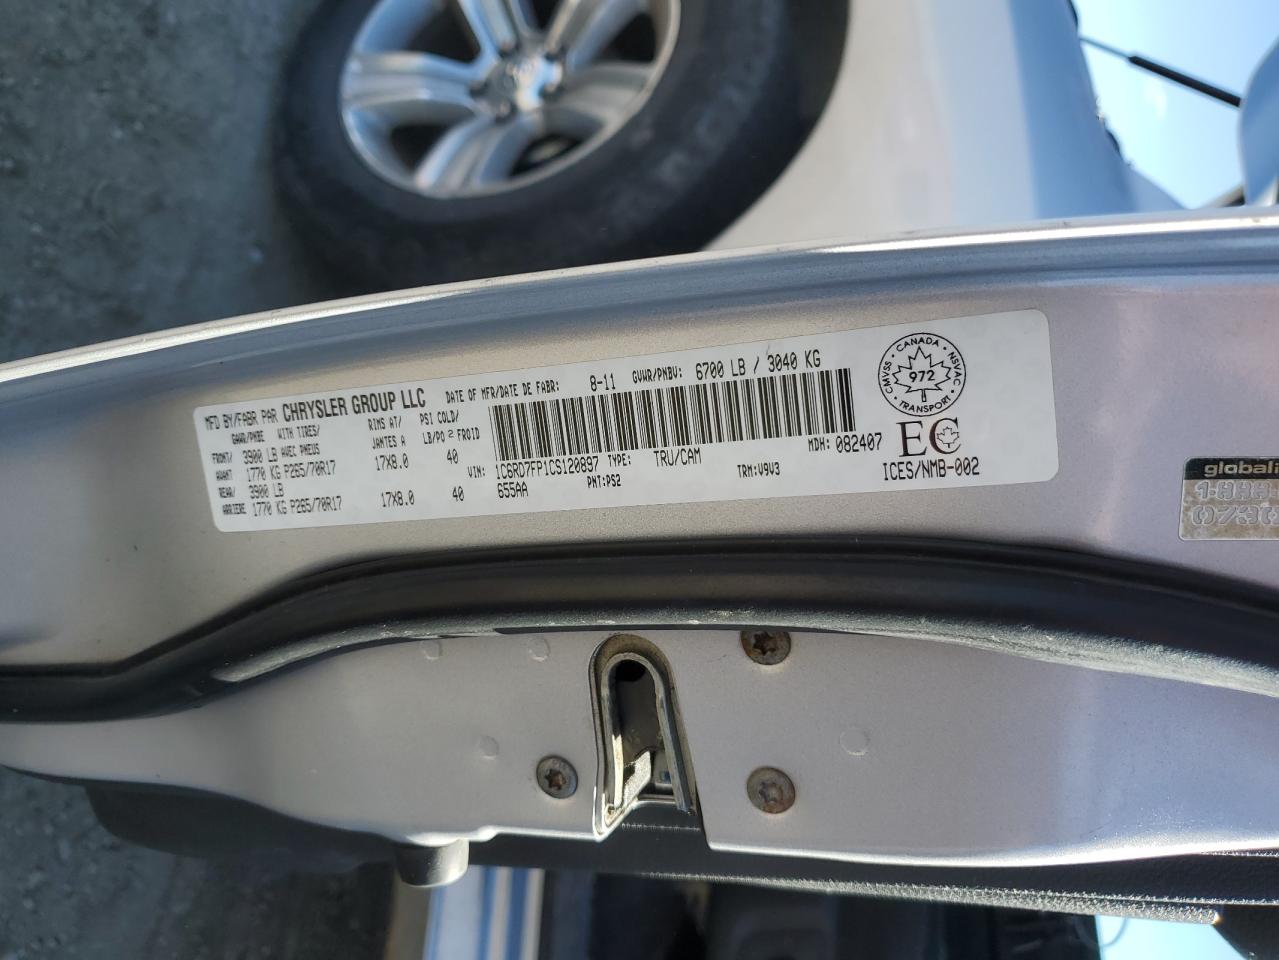 MFD BY/FABR PAR CHRYSLER GROUP LLC DATE OF MFR/DATE DE FABR: 8-11 GVWR/PNBV: 6700 LB / 3040 KG
GAWR/PNBE WITH TIRES/ RIMS AT/ PSI COLD/
FRONT/ 3900 LB AVEC PNEUS JANTES A LB/PO² FROID
AVANT 1770 KG P265/70R17 17X8.0 40
3900 LB
ARRIERE 1770 KG P265/70R17 17X8.0 40
VIN: 1C6RD7FP1CS120897 TYPE: TRU/CAM MDH: 082407
655AA PNT:PS2 TRM:V9V3
CANADA
CMVSS NSVAC
972
TRANSPORT
EC
ICES/NMB-002
globali